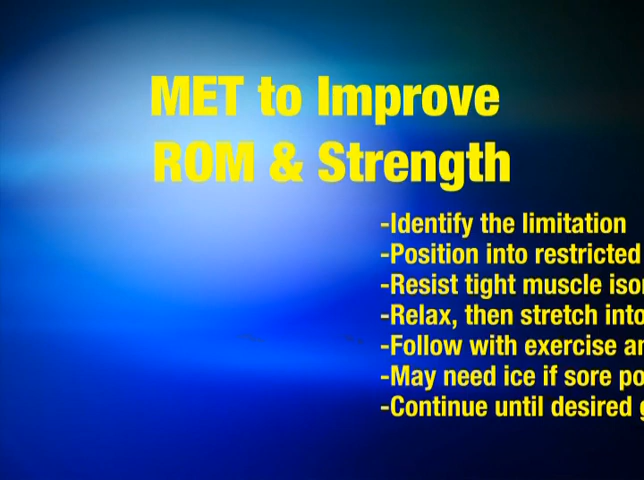 MET to Improve
ROM & Strength
-Identify the limitation
-Position into restricted
-Resist tight muscle
-Relax, then stretch into
-Follow with exercise
-May need ice if sore
-Continue until desired